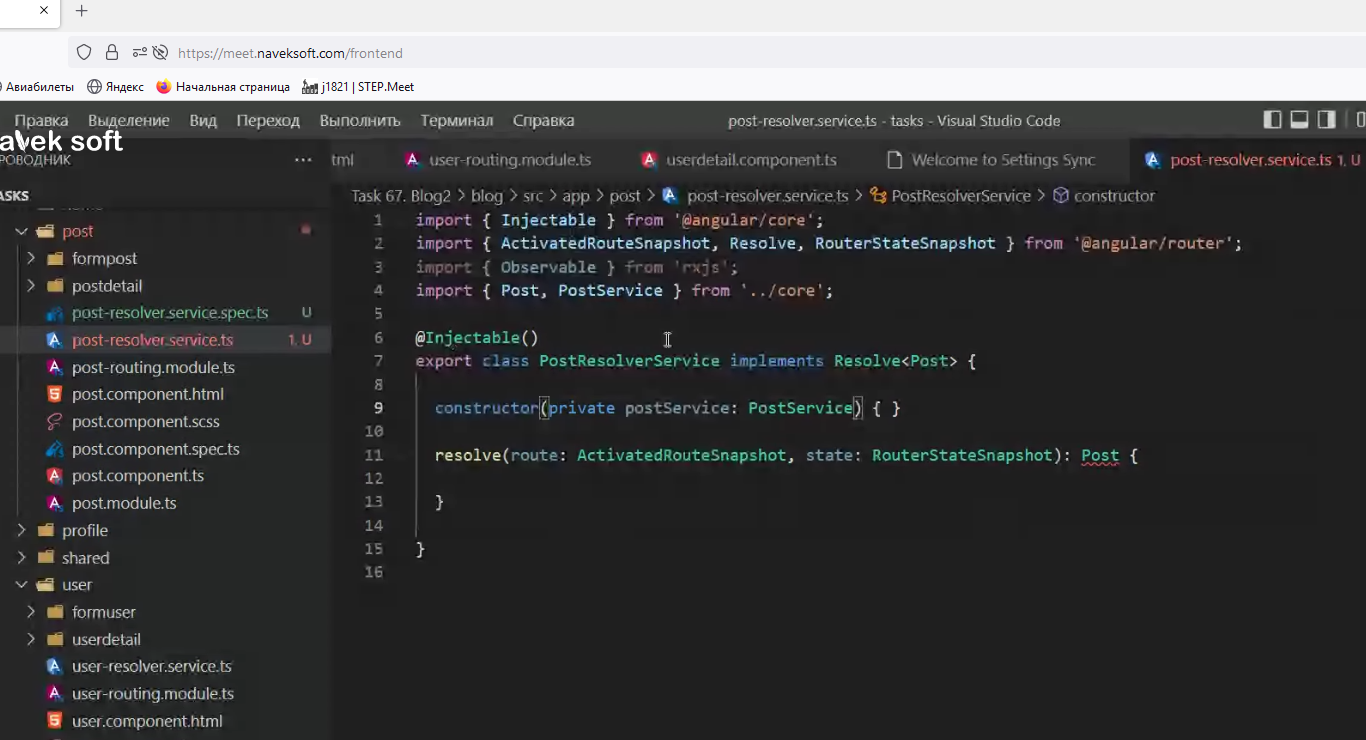 https://meet.naveksoft.com/frontend
Авиабилеты Яндекс Начальная страница j1821 | STEP.Meet
Правка Выделение Вид Переход Выполнить Терминал Справка post-resolver.service.ts - tasks - Visual Studio Code
avek soft
РОВОДНИК ... tml user-routing.module.ts userdetail.component.ts Welcome to Settings Sync post-resolver.service.ts 1, U
ASKS
Task 67. Blog2 > blog > src > app > post > post-resolver.service.ts > PostResolverService > constructor
post
formpost
postdetail
post-resolver.service.spec.ts U
post-resolver.service.ts 1, U
post-routing.module.ts
post.component.html
post.component.scss
post.component.spec.ts
post.component.ts
post.module.ts
profile
shared
user
formuser
userdetail
user-resolver.service.ts
user-routing.module.ts
user.component.html
1 import { Injectable } from '@angular/core';
2 import { ActivatedRouteSnapshot, Resolve, RouterStateSnapshot } from '@angular/router';
3 import { Observable } from 'rxjs';
4 import { Post, PostService } from '../core';
5
6 @Injectable()
7 export class PostResolverService implements Resolve<Post> {
8
9 constructor(private postService: PostService) { }
10
11 resolve(route: ActivatedRouteSnapshot, state: RouterStateSnapshot): Post {
12
13 }
14
15 }
16